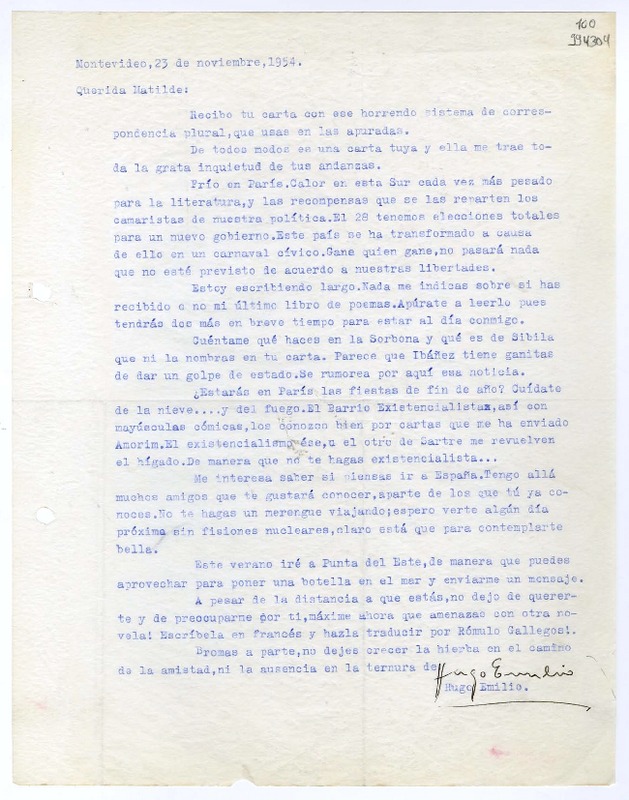 100
994304
Montevideo,23 de noviembre,1954.
Querida Matilde:
Recibo tu carta con ese horrendo sistema de corres-
pondencia plural,que usas en las apuradas.
De todos modos es una carta tuya y ella me trae to-
da la grata inquietud de tus andanzas.
Frío en París.Calor en esta Sur cada vez más pesado
para la literatura,y las recompensas que se las reparten los
camaristas de nuestra política.El 28 tenemos elecciones totales
para un nuevo gobierno.Este país se ha transformado a causa
de ello en un carnaval cívico.Gane quien gane,no pasará nada
que no esté previsto de acuerdo a nuestras libertades.
Estoy escribiendo largo.Nada me indicas sobre si has
recibido o no mi último libro de poemas.Apúrate a leerlo pues
tendrás dos más en breve tiempo para estar al día conmigo.
Cuéntame qué haces en la Sorbona y qué es de Sibila
que ni la nombras en tu carta. Parece que Ibáñez tiene ganitas
de dar un golpe de estado.Se rumorea por aquí esa noticia.
¿Estarás en París las fiestas de fin de año? Cuídate
de la nieve....y del fuego.El Barrio Existencialistax,así con
mayúsculas cómicas,los conozco bien por cartas que me ha enviado
Amorim.El existencialismo ése,u el otro de Sartre me revuelven
el hígado.De manera que no te hagas existencialista...
Me interesa saber si piensas ir a España.Tengo allá
muchos amigos que te gustará conocer,aparte de los que tú ya co-
noces.No te hagas un merengue viajando;espero verte algún día
próximo sin fisiones nucleares,claro está que para contemplarte
bella.
Este verano iré a Punta del Este,de manera que puedes
aprovechar para poner una botella en el mar y enviarme un mensaje.
A pesar de la distancia a que estás,no dejo de querer-
te y de preocuparme por ti,máxime ahora que amenazas con otra no-
vela! Escríbela en francés y hazla traducir por Rómulo Gallegos!.
Bromas a parte,no dejes crecer la hierba en el camino
de la amistad,ni la ausencia en la ternura de
Hugo Emilio
Hugo Emilio.